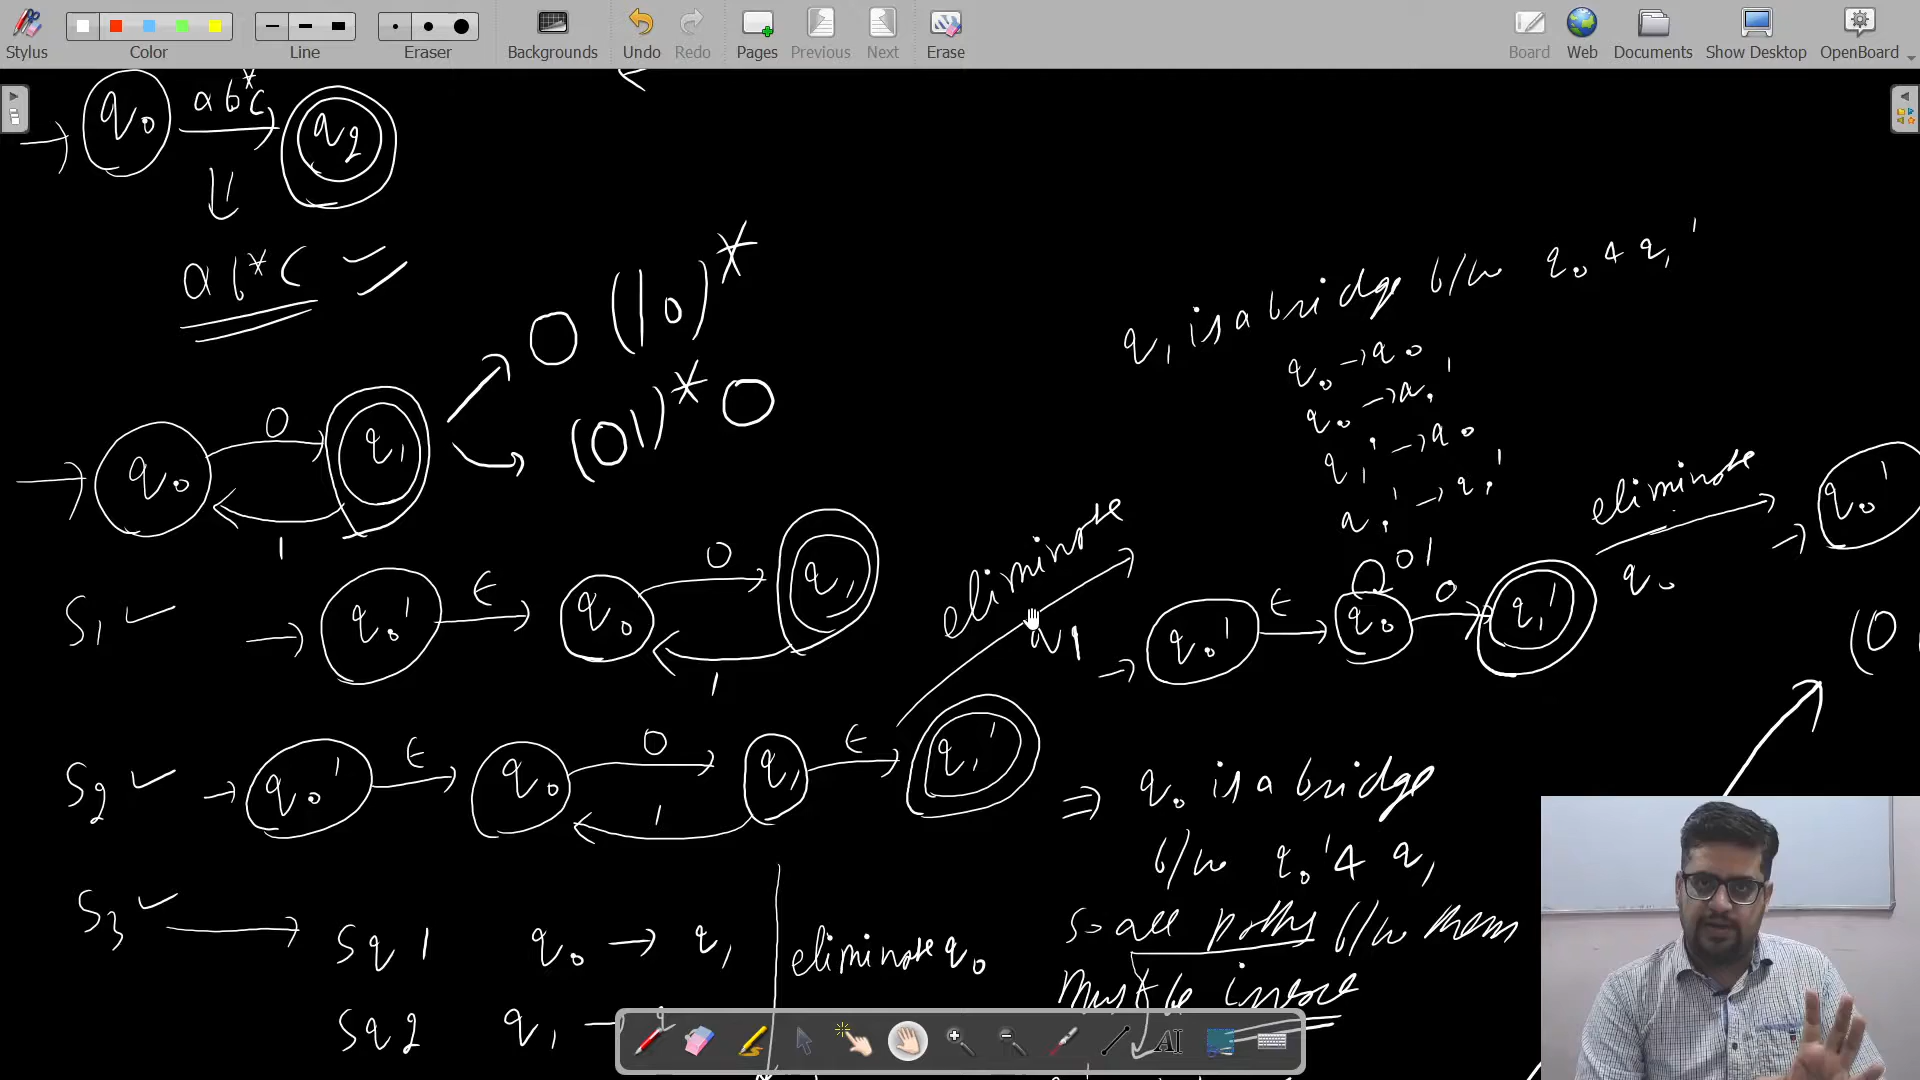 Stylus
Color
Line
Eraser
Backgrounds
Undo
Redo
Pages
Previous
Next
Erase
Board
Web
Documents
Show Desktop
OpenBoard
q₀ ab*c q₂
ab*c
0(10)*
(01)*0
q₀ 0 q₁
1
q₁ is a bridge b/w q₀ & q₁'
q₀ → q₀
q₀ → q₁'
q₁' → q₀
q₁' → q₁'
S₁ q₀' ϵ q₀ 0 q₁
1
eliminate
q₁
q₀' ϵ q₀ 01 0 q₁'
eliminate
q₀
q₀'
(0
S₂ q₀' ϵ q₀ 0 q₁ ϵ q₁'
1
⇒ q₀ is a bridge
b/w q₀' & q₁
so all paths b/w them
must be
S₃ → Sq1 q₀ → q₁ eliminate q₀
Sq2 q₁ →
AI